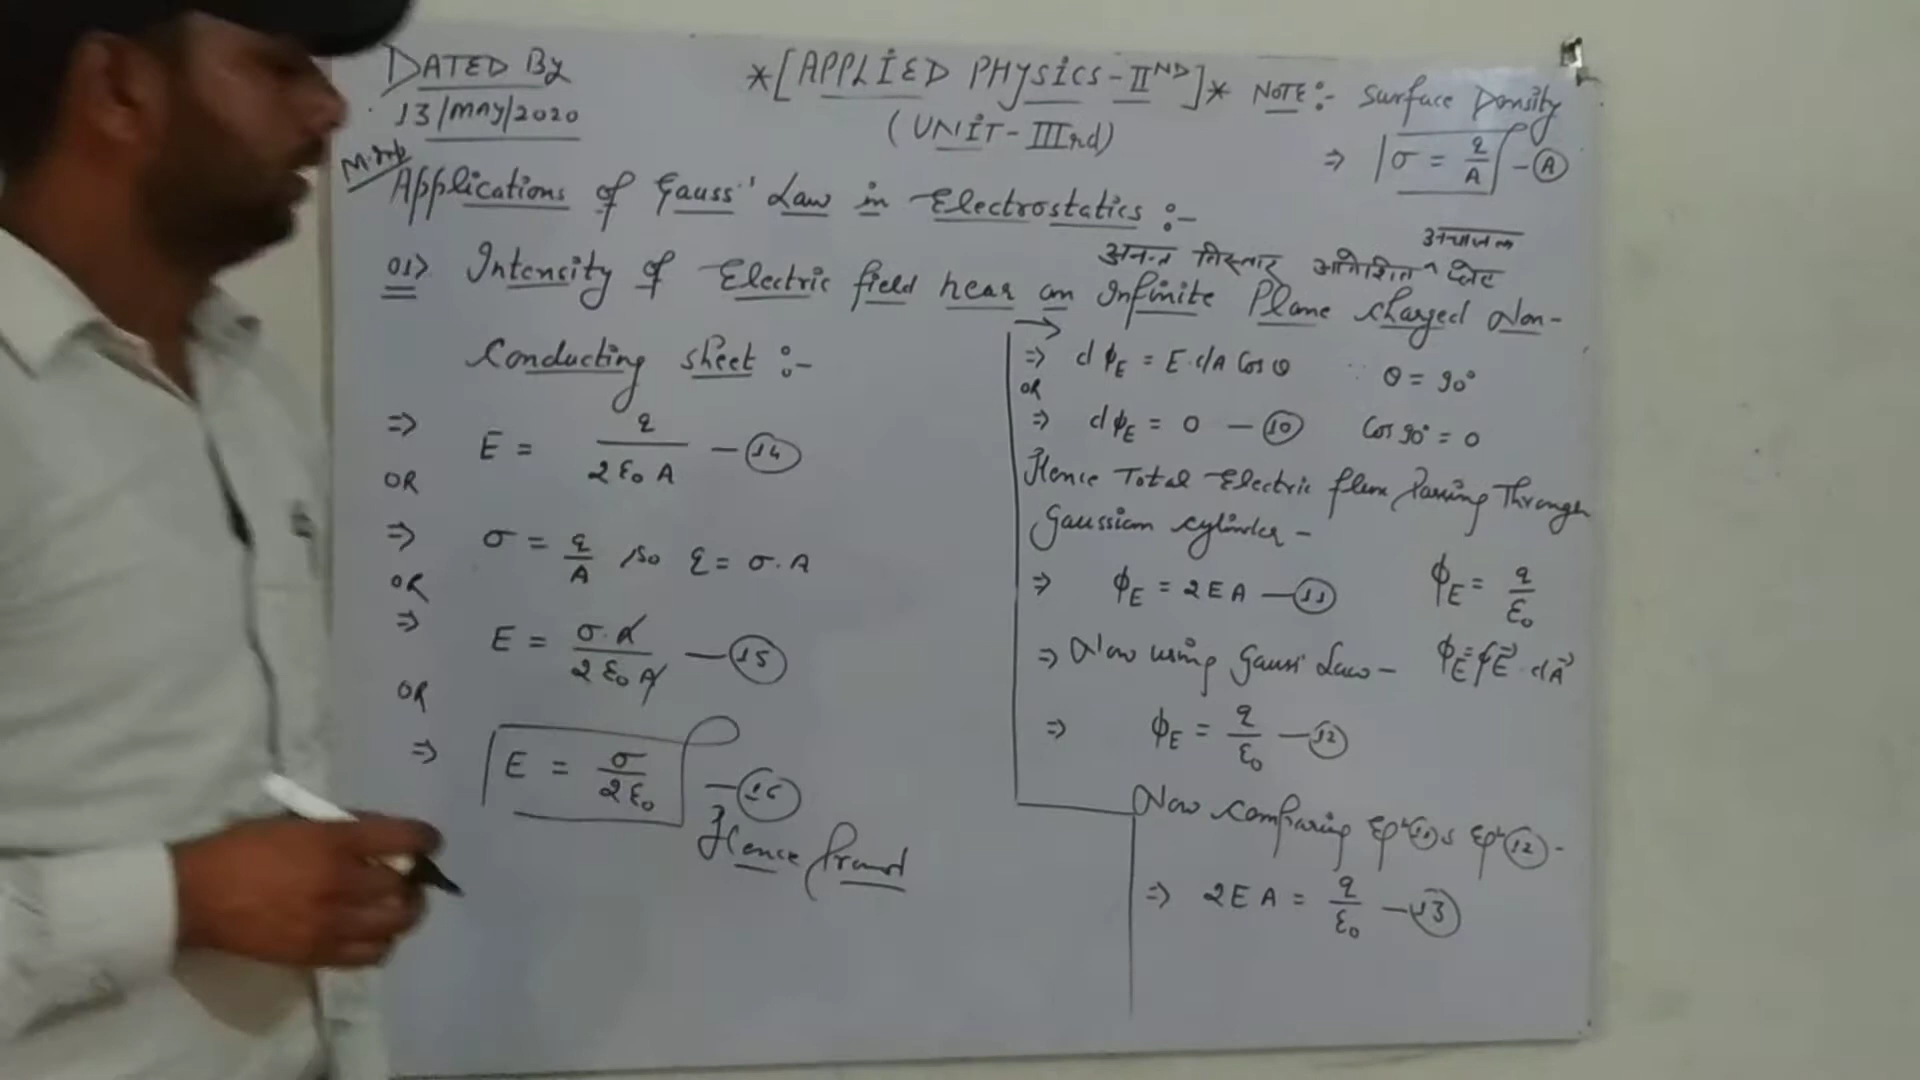 DATED By
13/MAY/2020
*[APPLIED PHYSICS-IIND]*
(UNIT-IIIrd)
NOTE:- Surface Density
⇒ σ = q/A - (A)
M.Imp
Applications of Gauss' Law in Electrostatics :-
अनन्त विस्तार आवेशित ^ प्लेट
अचालक
01> Intensity of Electric field near an Infinite Plane charged Non-
Conducting sheet :-
⇒ E = q/2ε₀A - (14)
OR
⇒ σ = q/A so q = σ.A
OR
⇒ E = σ.A/2ε₀A - (15)
OR
⇒ E = σ/2ε₀ - (16)
Hence Proved
⇒ dϕE = E.dA Cosθ θ = 90°
OR
⇒ dϕE = 0 - (10) Cos90° = 0
Hence Total Electric flux Passing Through
Gaussian cylinder -
⇒ ϕE = 2EA - (11) ϕE = q/ε₀
⇒ Now using Gauss Law - ϕE = ∮E⃗.dA⃗
⇒ ϕE = q/ε₀ - (12)
Now comparing Eqⁿ(11)& Eqⁿ(12) -
⇒ 2EA = q/ε₀ - (13)